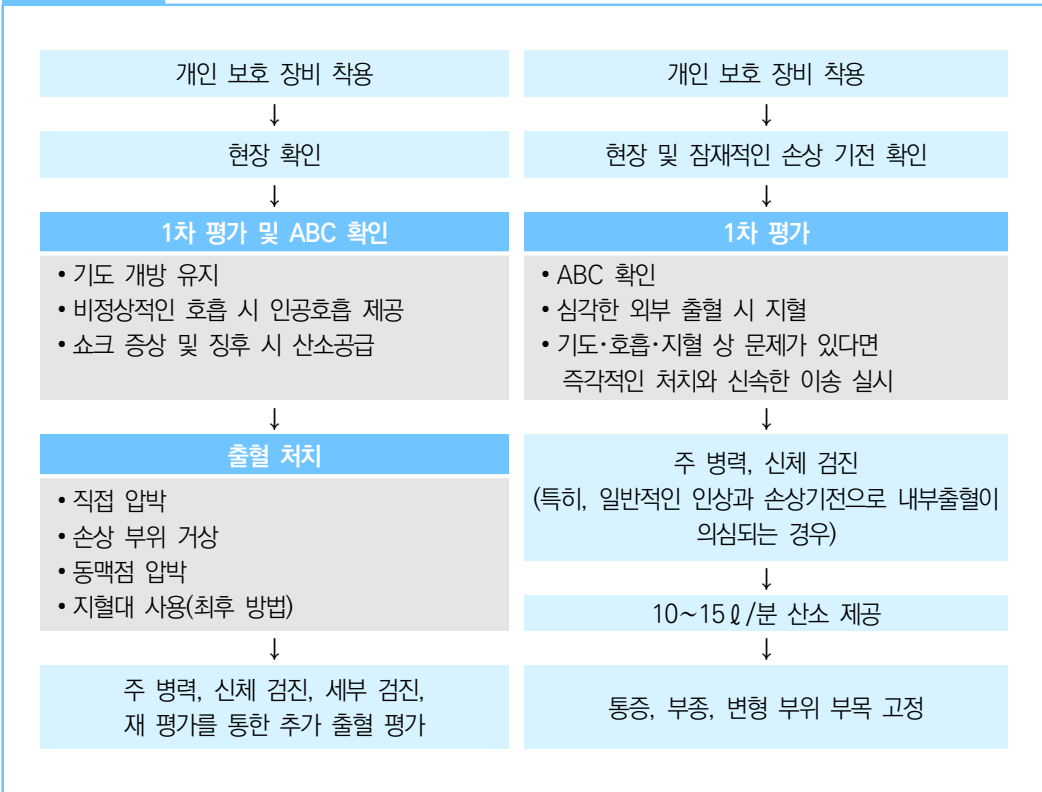 개인 보호 장비 착용
↓
현장 확인
↓
1차 평가 및 ABC 확인
• 기도 개방 유지
• 비정상적인 호흡 시 인공호흡 제공
• 쇼크 증상 및 징후 시 산소공급
↓
출혈 처치
• 직접 압박
• 손상 부위 거상
• 동맥점 압박
• 지혈대 사용(최후 방법)
↓
주 병력, 신체 검진, 세부 검진,
재 평가를 통한 추가 출혈 평가
개인 보호 장비 착용
↓
현장 및 잠재적인 손상 기전 확인
↓
1차 평가
• ABC 확인
• 심각한 외부 출혈 시 지혈
• 기도·호흡·지혈 상 문제가 있다면
즉각적인 처치와 신속한 이송 실시
↓
주 병력, 신체 검진
(특히, 일반적인 인상과 손상기전으로 내부출혈이
의심되는 경우)
↓
10~15ℓ/분 산소 제공
↓
통증, 부종, 변형 부위 부목 고정